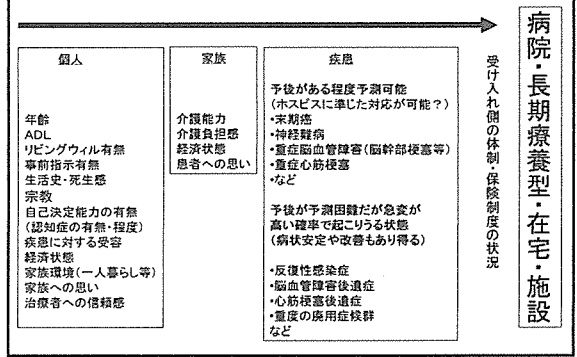 個人
年齢
ADL
リビングウィル有無
事前指示有無
生活史・死生感
宗教
自己決定能力の有無
(認知症の有無・程度)
疾患に対する受容
経済状態
家族環境(一人暮らし等)
家族への思い
治療者への信頼感
家族
介護能力
介護負担感
経済状態
患者への思い
疾患
予後がある程度予測可能
(ホスピスに準じた対応が可能?)
・末期癌
・神経難病
・重症脳血管障害(脳幹部梗塞等)
・重症心筋梗塞
・など
予後が予測困難だが急変が
高い確率で起こりうる状態
(病状安定や改善もあり得る)
・反復性感染症
・脳血管障害後遺症
・心筋梗塞後遺症
・重度の廃用症候群
など
受け入れ側の体制・保険制度の状況
病院・長期療養型・在宅・施設